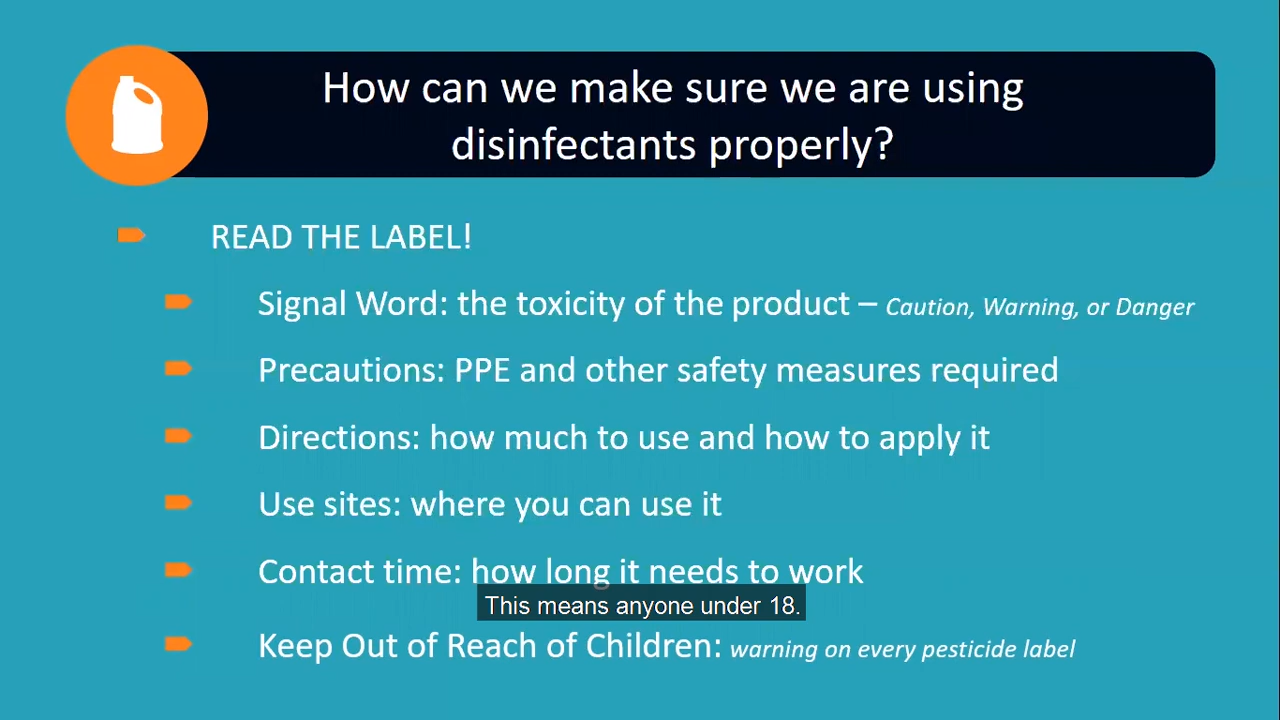 How can we make sure we are using
disinfectants properly?
READ THE LABEL!
Signal Word: the toxicity of the product – Caution, Warning, or Danger
Precautions: PPE and other safety measures required
Directions: how much to use and how to apply it
Use sites: where you can use it
Contact time: how long it needs to work
This means anyone under 18.
Keep Out of Reach of Children: warning on every pesticide label